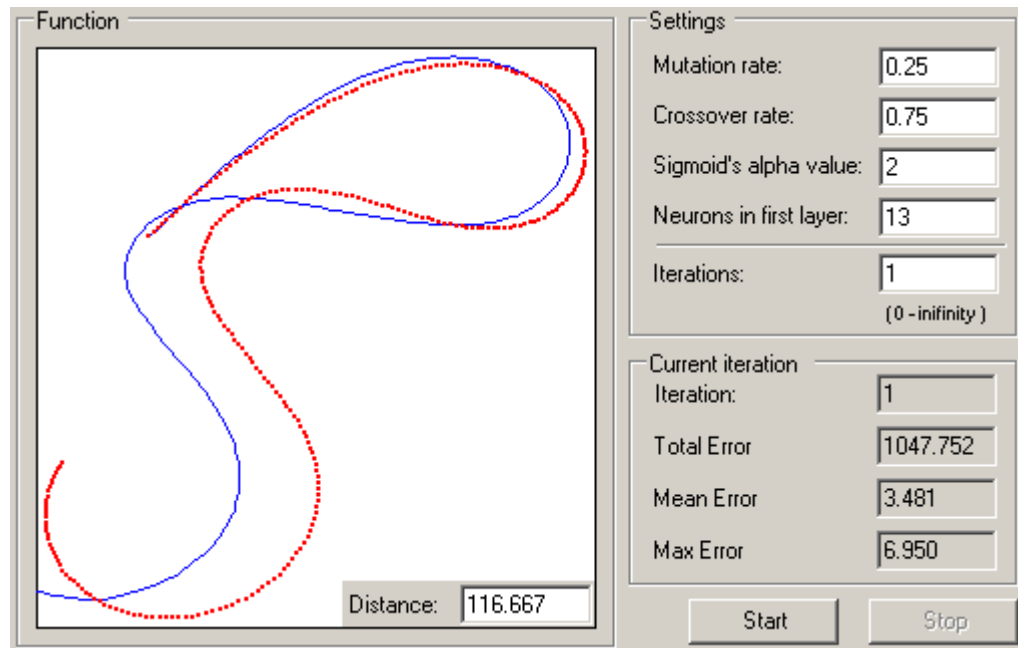 Function
Distance: 116.667
Settings
Mutation rate: 0.25
Crossover rate: 0.75
Sigmoid's alpha value: 2
Neurons in first layer: 13
Iterations: 1
( 0 - inifinity )
Current iteration
Iteration: 1
Total Error 1047.752
Mean Error 3.481
Max Error 6.950
Start Stop